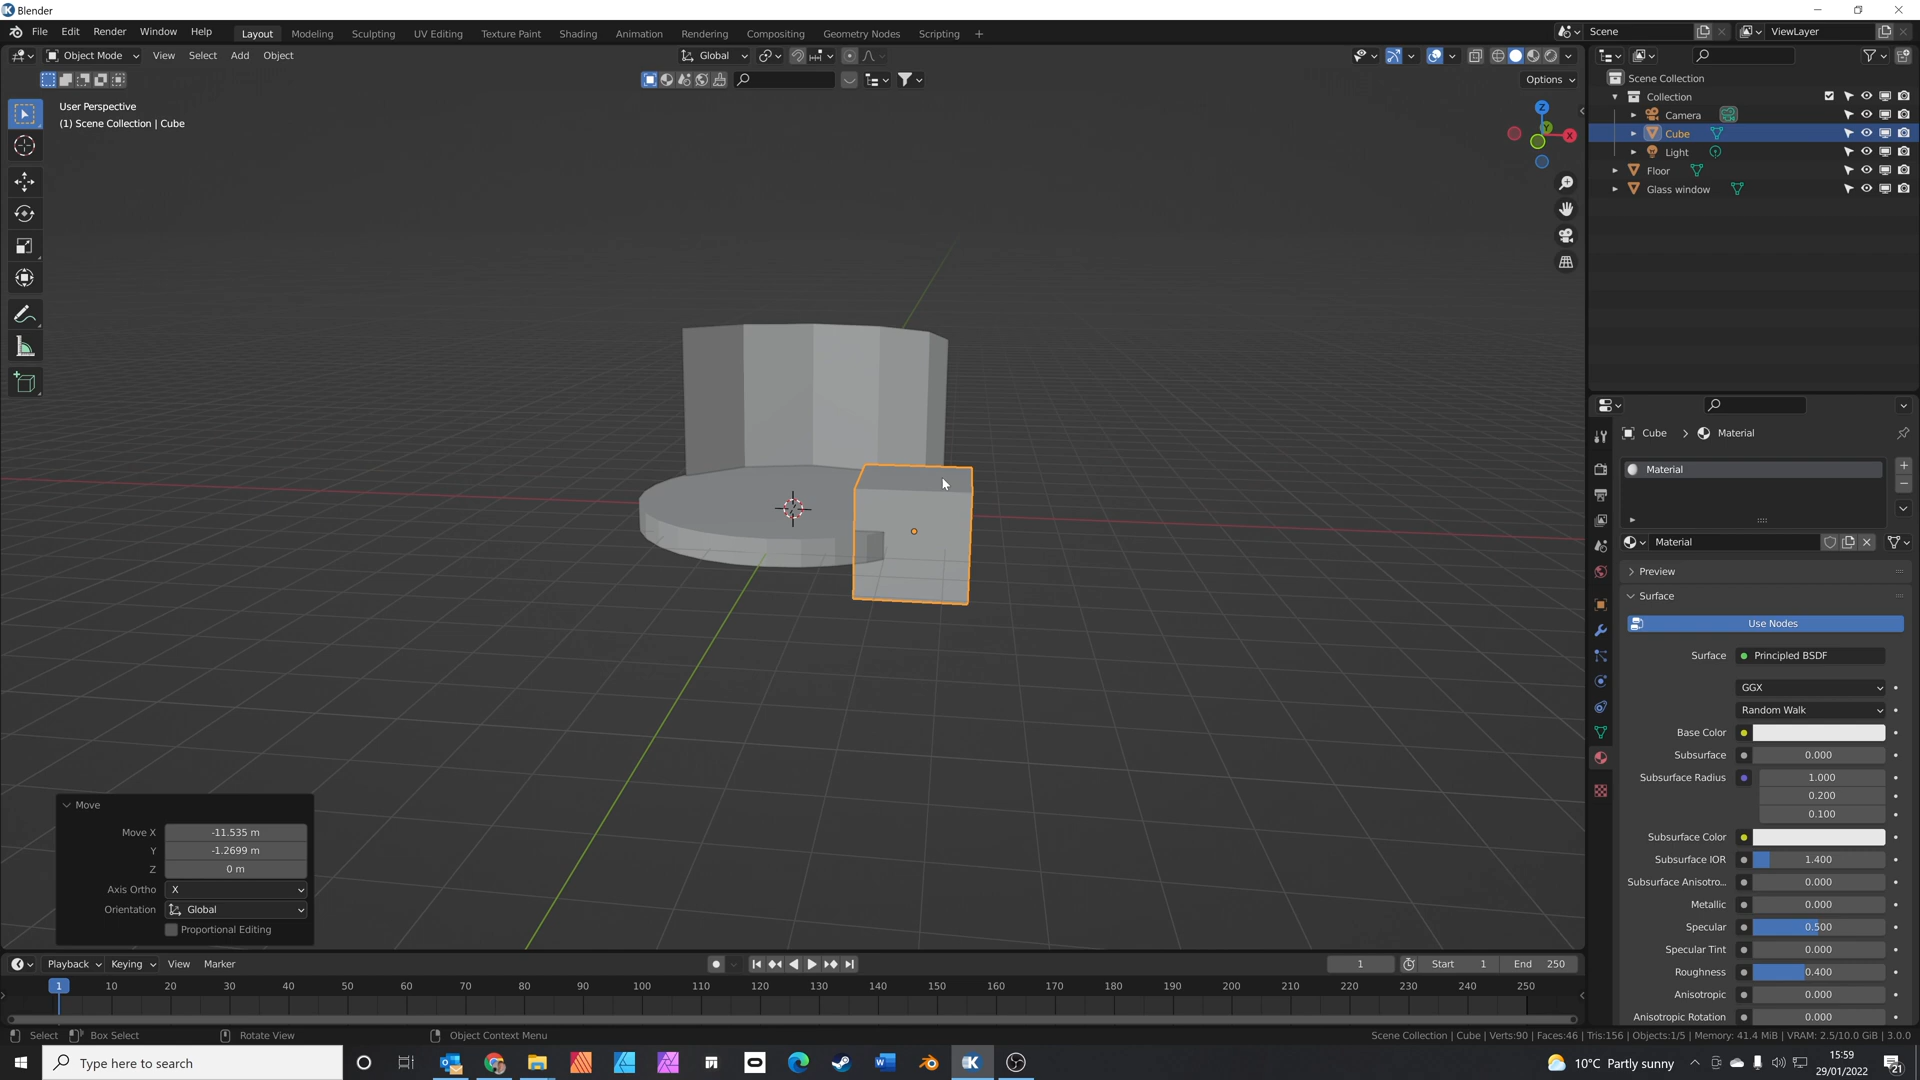 Blender
File Edit Render Window Help Layout Modeling Sculpting UV Editing Texture Paint Shading Animation Rendering Compositing Geometry Nodes Scripting + Scene ViewLayer
Object Mode View Select Add Object Global
Options
User Perspective
(1) Scene Collection | Cube
Z
Y
X
Scene Collection
Collection
Camera
Cube
Light
Floor
Glass window
Cube > Material
Material
Material
Preview
Surface
Use Nodes
Surface Principled BSDF
GGX
Random Walk
Base Color
Subsurface 0.000
Subsurface Radius 1.000
0.200
0.100
Subsurface Color
Subsurface IOR 1.400
Subsurface Anisotro... 0.000
Metallic 0.000
Specular 0.500
Specular Tint 0.000
Roughness 0.400
Anisotropic 0.000
Anisotropic Rotation 0.000
Move
Move X -11.535 m
Y -1.2699 m
Z 0 m
Axis Ortho X
Orientation Global
Proportional Editing
Playback Keying View Marker 1 Start 1 End 250
1 10 20 30 40 50 60 70 80 90 100 110 120 130 140 150 160 170 180 190 200 210 220 230 240 250
Select Box Select Rotate View Object Context Menu Scene Collection | Cube | Verts:90 | Faces:46 | Tris:156 | Objects:1/5 | Memory: 41.4 MiB | VRAM: 2.5/10.0 GiB | 3.0.0
Type here to search
10°C Partly sunny
15:59
29/01/2022
21